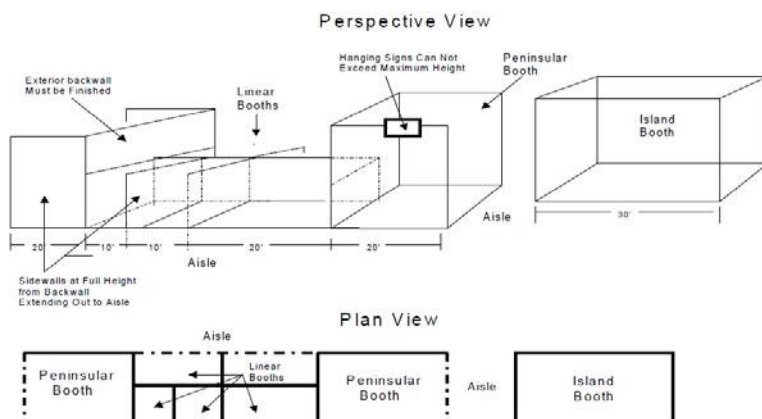 Perspective View
Hanging Signs Can Not
Exceed Maximum Height
Peninsular
Booth
Exterior backwall
Must be Finished
Linear
Booths
Island
Booth
Aisle
30'
20'
10'
10'
20'
20'
Aisle
Sidewalls at Full Height
from Backwall
Extending Out to Aisle
Plan View
Aisle
Peninsular
Booth
Linear
Booths
Peninsular
Booth
Aisle
Island
Booth